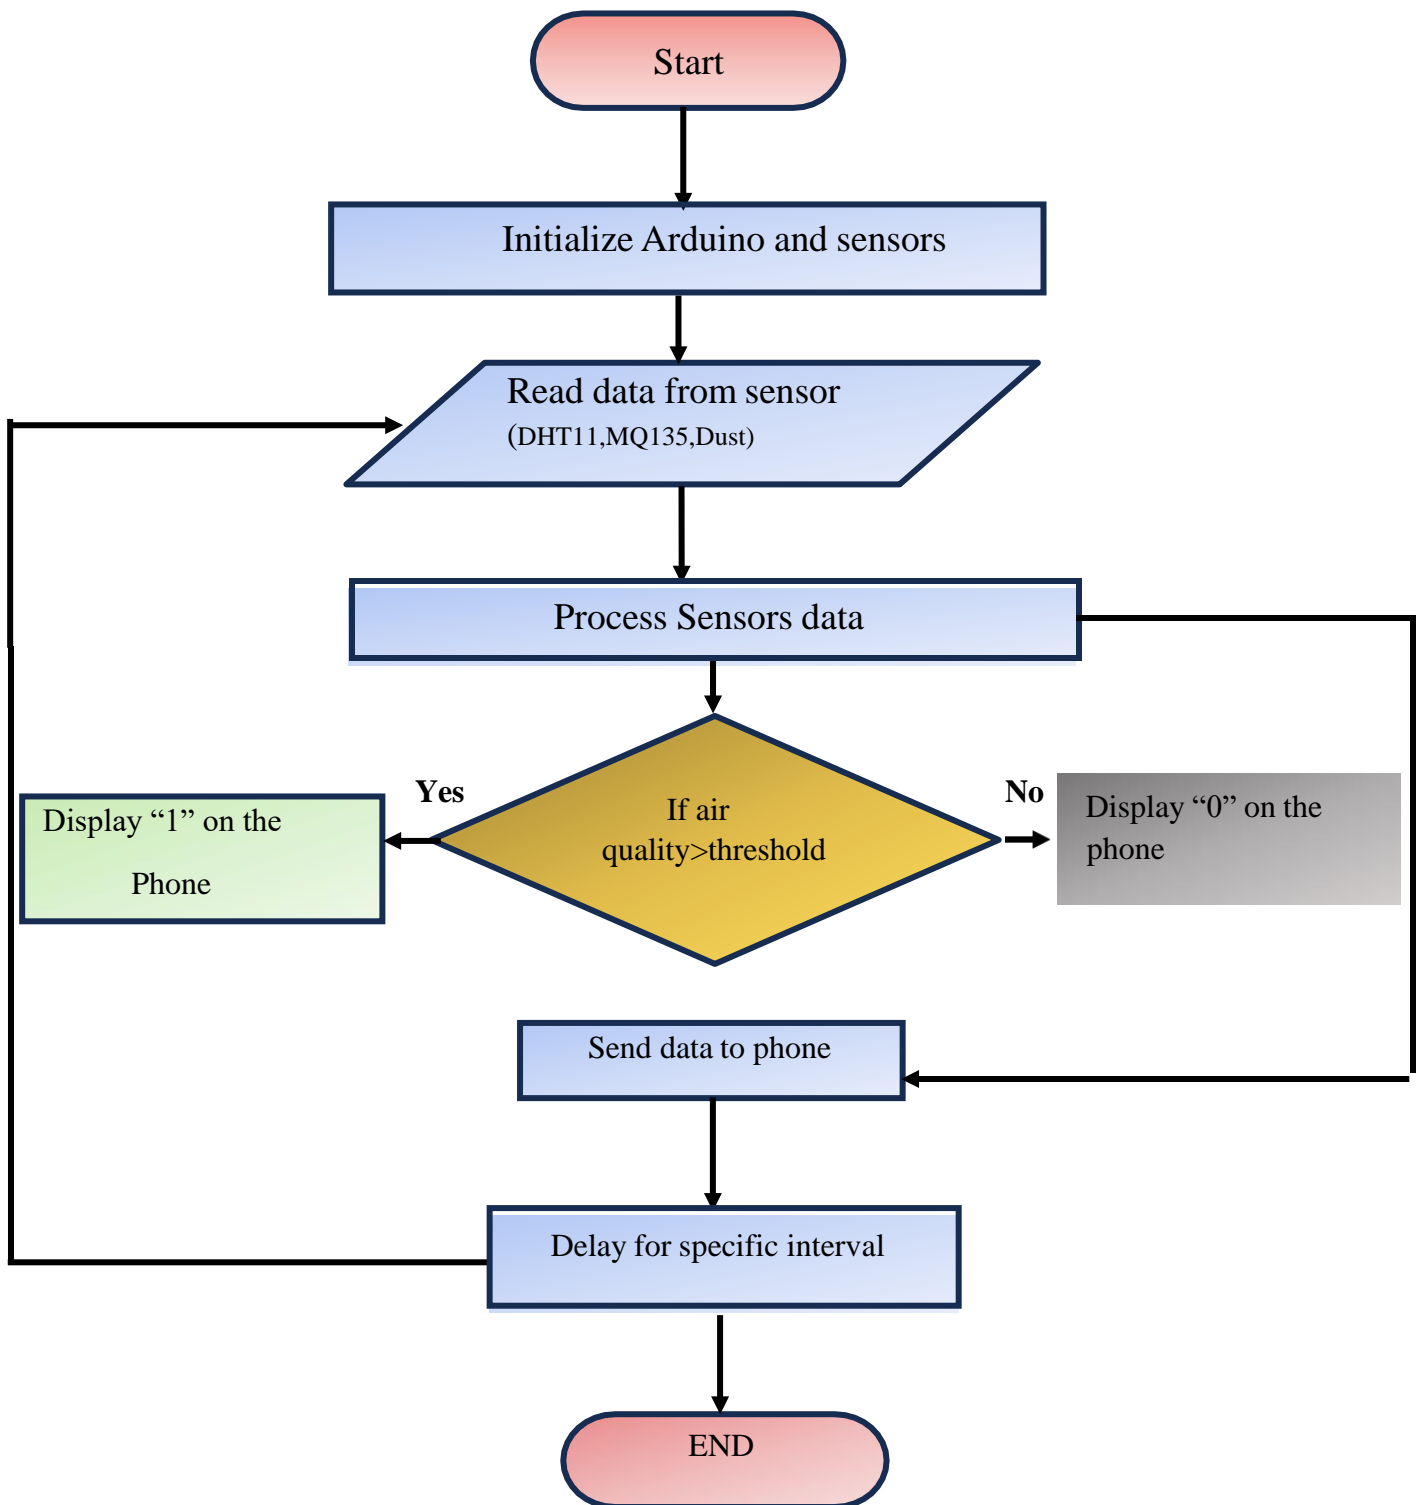 Start
Initialize Arduino and sensors
Read data from sensor
(DHT11,MQ135,Dust)
Process Sensors data
Yes
No
Display “1” on the
Phone
If air
quality>threshold
Display “0” on the
phone
Send data to phone
Delay for specific interval
END